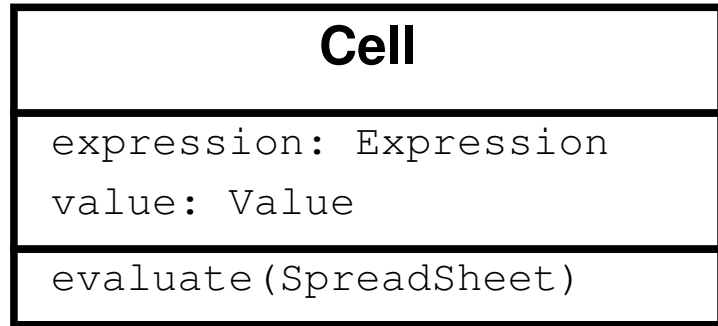 Cell
expression: Expression
value: Value
evaluate(SpreadSheet)